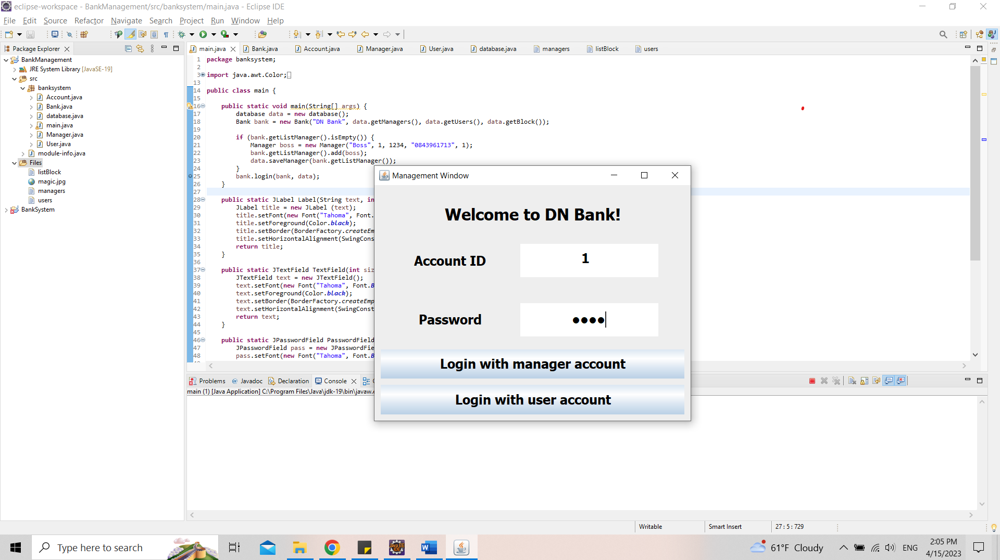 eclipse-workspace - BankManagement/src/banksystem/main.java - Eclipse IDE
File Edit Source Refactor Navigate Search Project Run Window Help
Package Explorer
BankManagement
JRE System Library [JavaSE-19]
src
banksystem
Account.java
Bank.java
database.java
main.java
Manager.java
User.java
module-info.java
Files
listBlock
magic.jpg
managers
users
BankSystem
main.java Bank.java Account.java Manager.java User.java database.java managers listBlock users
1 package banksystem;
2
3 import java.awt.Color;
13
14 public class main {
15
16 public static void main(String[] args) {
17 database data = new database();
18 Bank bank = new Bank("DN Bank", data.getManagers(), data.getUsers(), data.getBlock());
19
20 if (bank.getListManager().isEmpty()) {
21 Manager boss = new Manager("Boss", 1, 1234, "0843961713", 1);
22 bank.getListManager().add(boss);
23 data.saveManager(bank.getListManager());
24 }
25 bank.login(bank, data);
26 }
27
28 public static JLabel Label(String text, in
29 JLabel title = new JLabel (text);
30 title.setFont(new Font("Tahoma", Font.
31 title.setForeground(Color.black);
32 title.setBorder(BorderFactory.createEm
33 title.setHorizontalAlignment(SwingCons
34 return title;
35 }
36
37 public static JTextField TextField(int siz
38 JTextField text = new JTextField();
39 text.setFont(new Font("Tahoma", Font.B
40 text.setForeground(Color.black);
41 text.setBorder(BorderFactory.createEmp
42 text.setHorizontalAlignment(SwingConst
43 return text;
44 }
45
46 public static JPasswordField PasswordField
47 JPasswordField pass = new JPasswordFie
48 pass.setFont(new Font("Tahoma", Font.B
Management Window
Welcome to DN Bank!
Account ID 1
Password ••••
Login with manager account
Login with user account
Problems @ Javadoc Declaration Console
main (1) [Java Application] C:\Program Files\Java\jdk-19\bin\javaw.e
Writable Smart Insert 27 : 5 : 729
Type here to search
Java EE
IDE
61°F Cloudy
ENG
2:05 PM
4/15/2023